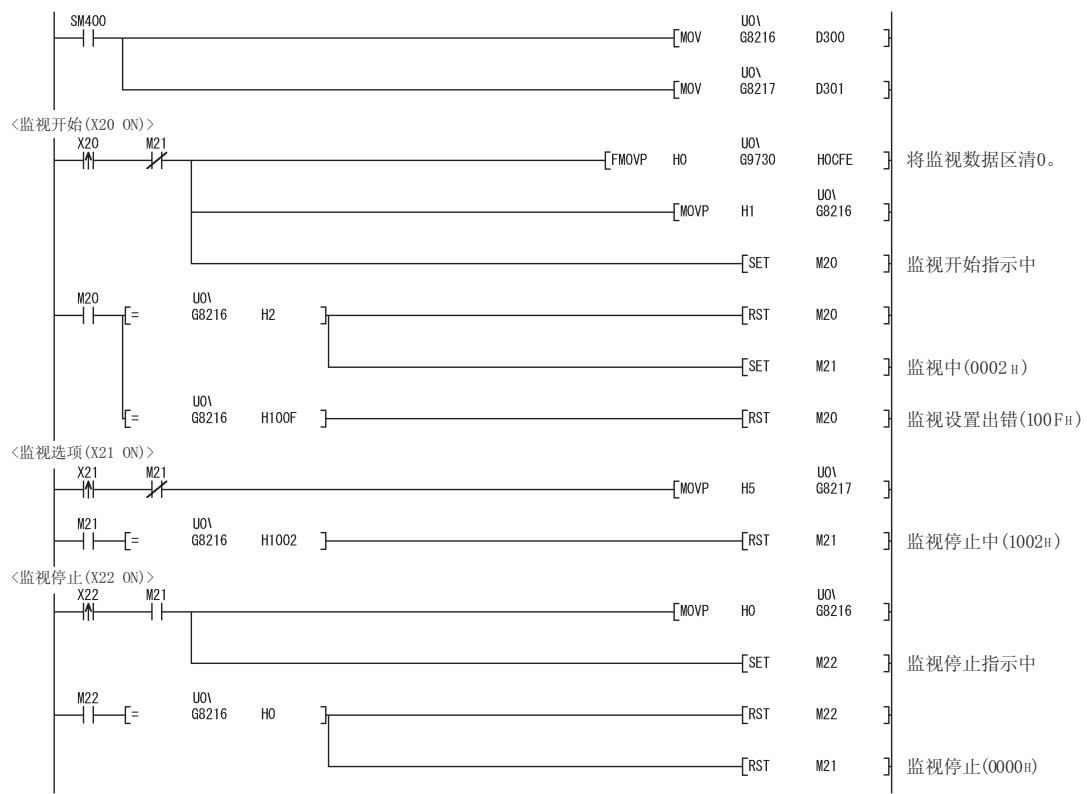 SM400
U0\
[MOV G8216 D300 ]
U0\
[MOV G8217 D301 ]
<监视开始(X20 ON)>
X20 M21 U0\
[FMOVP H0 G9730 H0CFE ] 将监视数据区清0。
U0\
[MOVP H1 G8216 ]
[SET M20 ] 监视开始指示中
M20 U0\
[= G8216 H2 ] [RST M20 ]
[SET M21 ] 监视中(0002H)
U0\
[= G8216 H100F ] [RST M20 ] 监视设置出错(100FH)
<监视选项(X21 ON)>
X21 M21 U0\
[MOVP H5 G8217 ]
M21 U0\
[= G8216 H1002 ] [RST M21 ] 监视停止中(1002H)
<监视停止(X22 ON)>
X22 M21 U0\
[MOVP H0 G8216 ]
[SET M22 ] 监视停止指示中
M22 U0\
[= G8216 H0 ] [RST M22 ]
[RST M21 ] 监视停止(0000H)